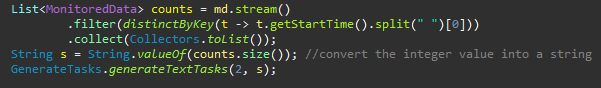 List<MonitoredData> counts = md.stream()
.filter(distinctByKey(t -> t.getStartTime().split(" ")[0]))
.collect(Collectors.toList());
String s = String.valueOf(counts.size()); //convert the integer value into a string
GenerateTasks.generateTextTasks(2, s);